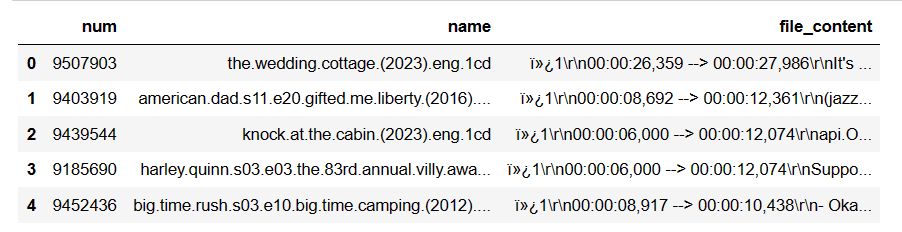 num name file_content
0 9507903 the.wedding.cottage.(2023).eng.1cd ï»¿1\r\n00:00:26,359 --> 00:00:27,986\r\nIt's ...
1 9403919 american.dad.s11.e20.gifted.me.liberty.(2016).... ï»¿1\r\n00:00:08,692 --> 00:00:12,361\r\n(jazz...
2 9439544 knock.at.the.cabin.(2023).eng.1cd ï»¿1\r\n00:00:06,000 --> 00:00:12,074\r\napi.O...
3 9185690 harley.quinn.s03.e03.the.83rd.annual.villy.awa... ï»¿1\r\n00:00:06,000 --> 00:00:12,074\r\nSuppo...
4 9452436 big.time.rush.s03.e10.big.time.camping.(2012).... ï»¿1\r\n00:00:08,917 --> 00:00:10,438\r\n- Oka...